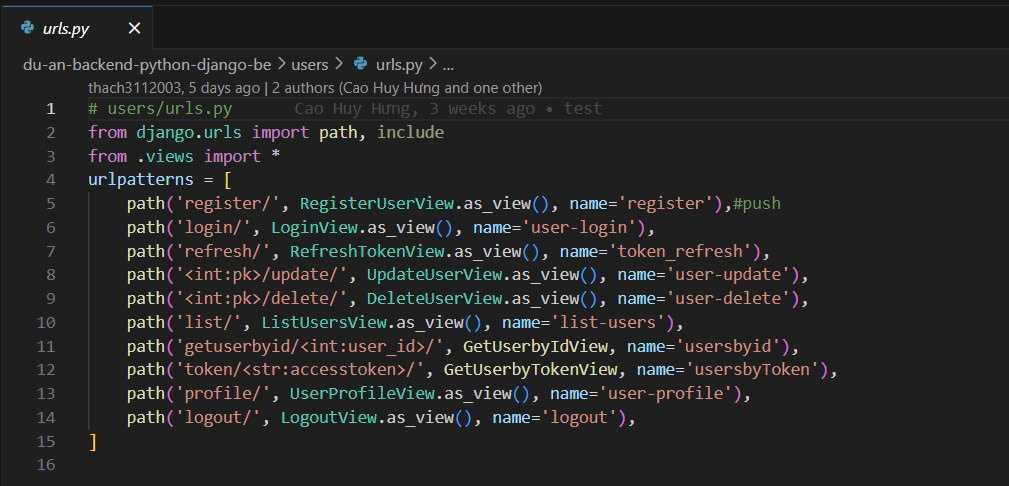 urls.py ×
du-an-backend-python-django-be > users > urls.py > ...
thach3112003, 5 days ago | 2 authors (Cao Huy Hưng and one other)
1 # users/urls.py Cao Huy Hưng, 3 weeks ago • test
2 from django.urls import path, include
3 from .views import *
4 urlpatterns = [
5 path('register/', RegisterUserView.as_view(), name='register'),#push
6 path('login/', LoginView.as_view(), name='user-login'),
7 path('refresh/', RefreshTokenView.as_view(), name='token_refresh'),
8 path('<int:pk>/update/', UpdateUserView.as_view(), name='user-update'),
9 path('<int:pk>/delete/', DeleteUserView.as_view(), name='user-delete'),
10 path('list/', ListUsersView.as_view(), name='list-users'),
11 path('getuserbyid/<int:user_id>/', GetUserbyIdView, name='usersbyid'),
12 path('token/<str:accesstoken>/', GetUserbyTokenView, name='usersbyToken'),
13 path('profile/', UserProfileView.as_view(), name='user-profile'),
14 path('logout/', LogoutView.as_view(), name='logout'),
15 ]
16